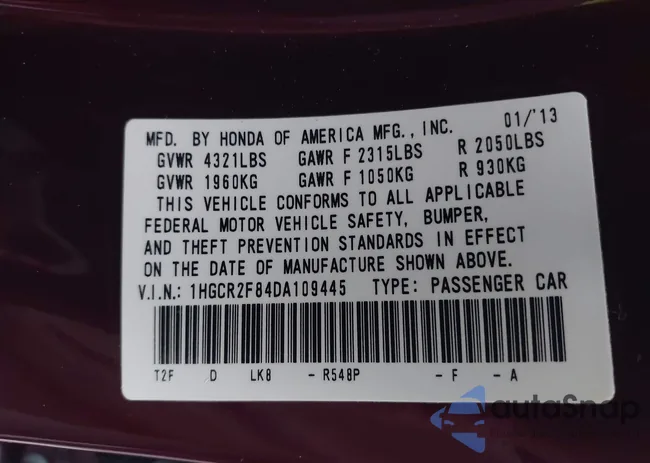 MFD. BY HONDA OF AMERICA MFG., INC. 01/'13
GVWR 4321LBS GAWR F 2315LBS R 2050LBS
GVWR 1960KG GAWR F 1050KG R 930KG
THIS VEHICLE CONFORMS TO ALL APPLICABLE
FEDERAL MOTOR VEHICLE SAFETY, BUMPER,
AND THEFT PREVENTION STANDARDS IN EFFECT
ON THE DATE OF MANUFACTURE SHOWN ABOVE.
V.I.N.: 1HGCR2F84DA109445 TYPE: PASSENGER CAR
T2F D LK8 - R548P - F - A
autoSnap